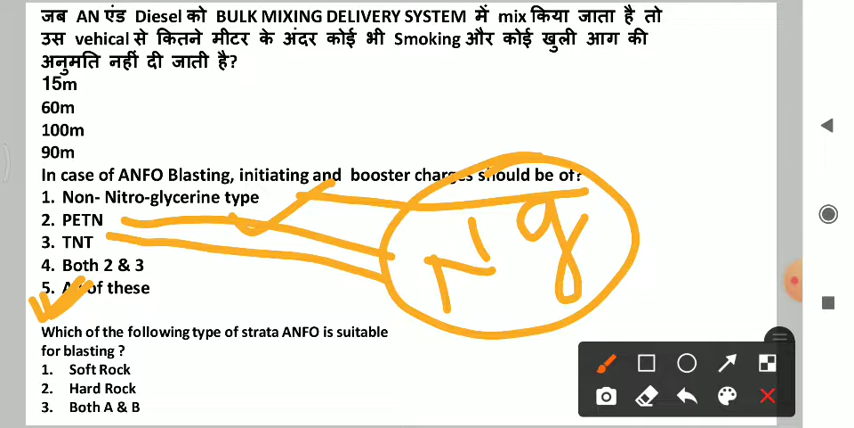 जब AN एंड Diesel को BULK MIXING DELIVERY SYSTEM में mix किया जाता है तो
उस vehical से कितने मीटर के अंदर कोई भी Smoking और कोई खुली आग की
अनुमति नहीं दी जाती है?
15m
60m
100m
90m
In case of ANFO Blasting, initiating and booster charges should be of?
1. Non- Nitro-glycerine type
2. PETN
3. TNT
4. Both 2 & 3
5. All of these
Ng
Which of the following type of strata ANFO is suitable
for blasting ?
1. Soft Rock
2. Hard Rock
3. Both A & B